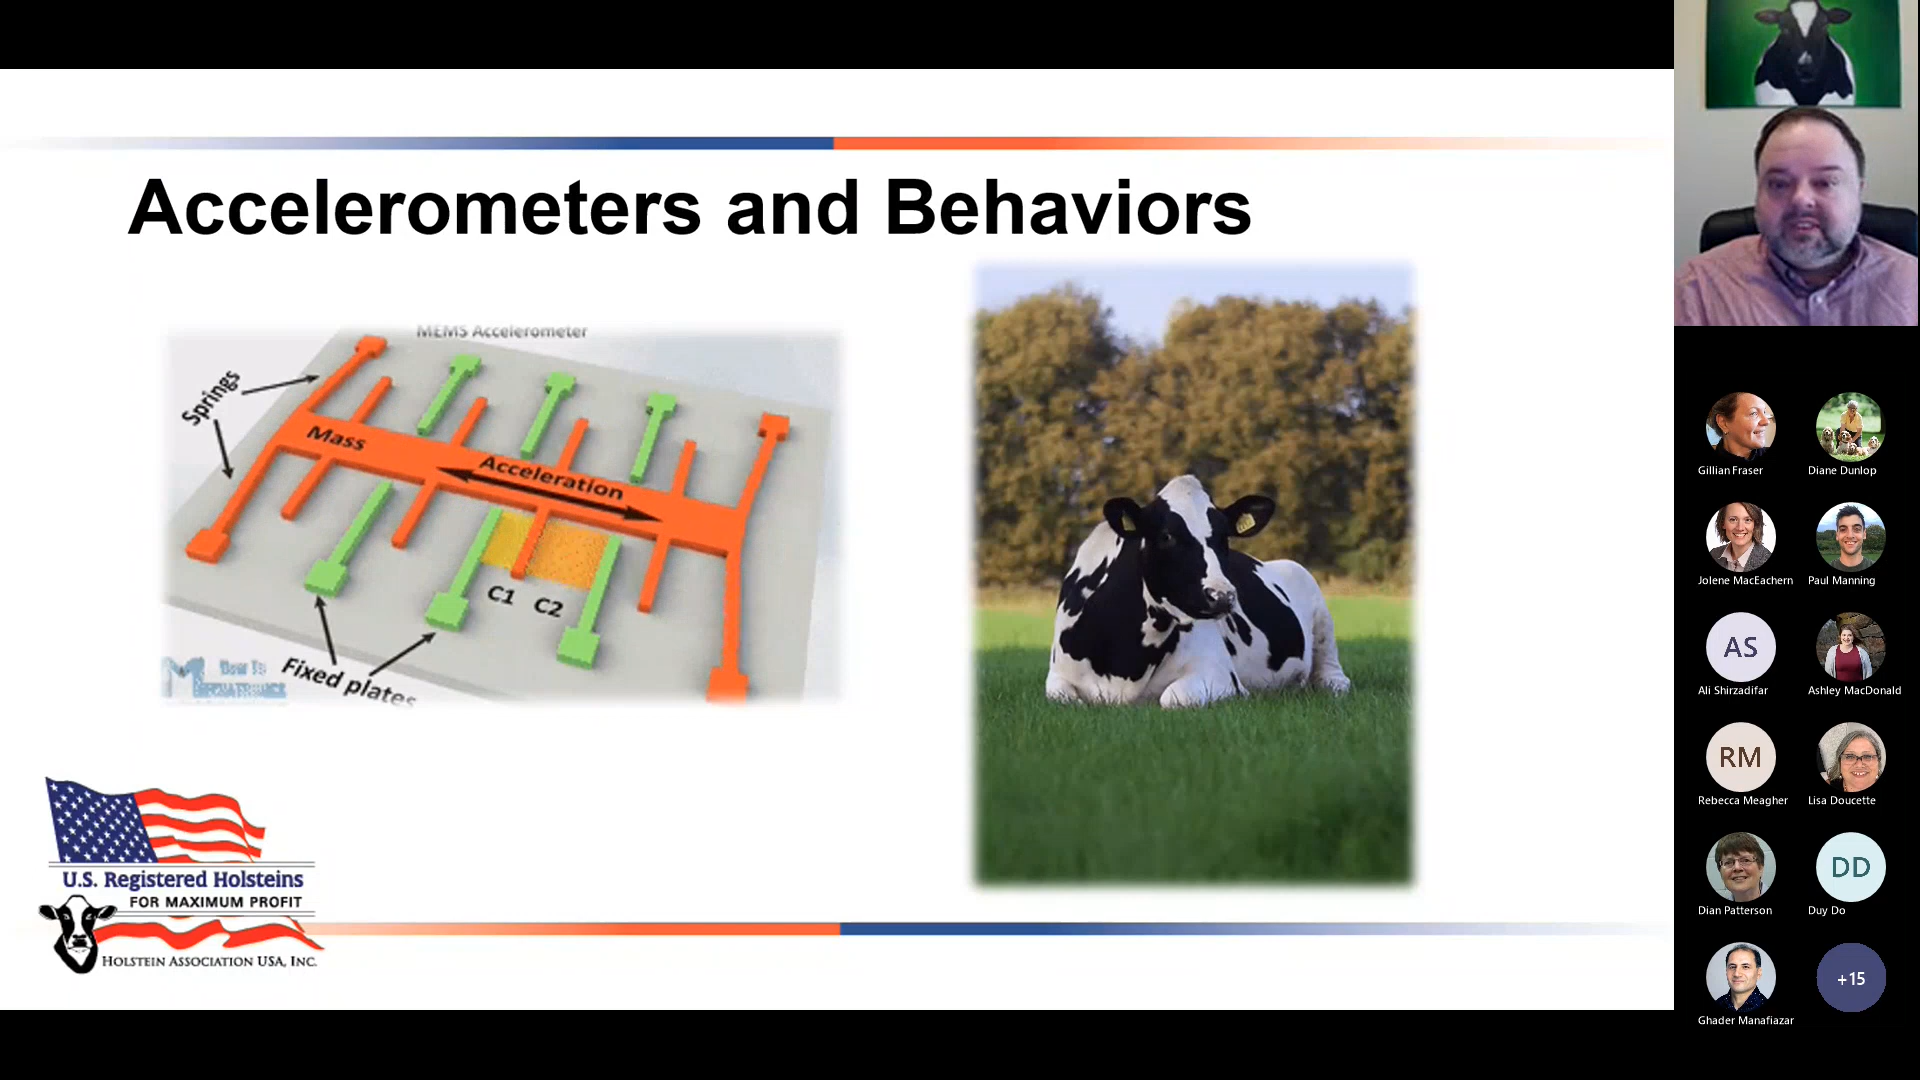 Accelerometers and Behaviors
MEMS Accelerometer
Springs
Mass
Acceleration
C1 C2
Fixed plates
How To
U.S. Registered Holsteins
FOR MAXIMUM PROFIT
HOLSTEIN ASSOCIATION USA, INC.
Gillian Fraser
Diane Dunlop
Jolene MacEachern
Paul Manning
AS
Ali Shirzadifar
Ashley MacDonald
RM
Rebecca Meagher
Lisa Doucette
Dian Patterson
DD
Duy Do
Ghader Manafiazar
+15